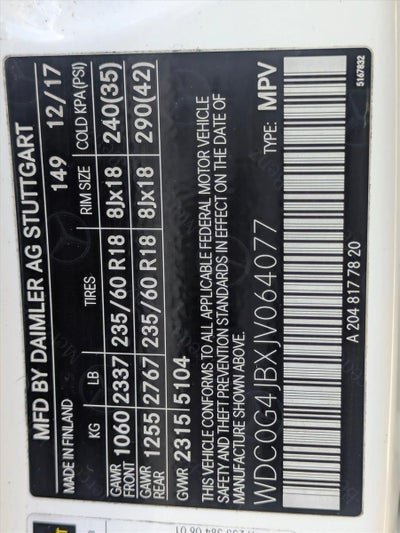 MFD BY DAIMLER AG STUTTGART
MADE IN FINLAND 149 12/17
KG LB TIRES RIM SIZE COLD KPA(PSI)
GAWR FRONT 1060 2337 235/60 R18 8Jx18 240(35)
GAWR REAR 1255 2767 235/60 R18 8Jx18 290(42)
GVWR 2315 5104
THIS VEHICLE CONFORMS TO ALL APPLICABLE FEDERAL MOTOR VEHICLE
SAFETY AND THEFT PREVENTION STANDARDS IN EFFECT ON THE DATE OF
MANUFACTURE SHOWN ABOVE.
WDC0G4JBXJV064077 TYPE: MPV
A 204 817 78 20
5167832